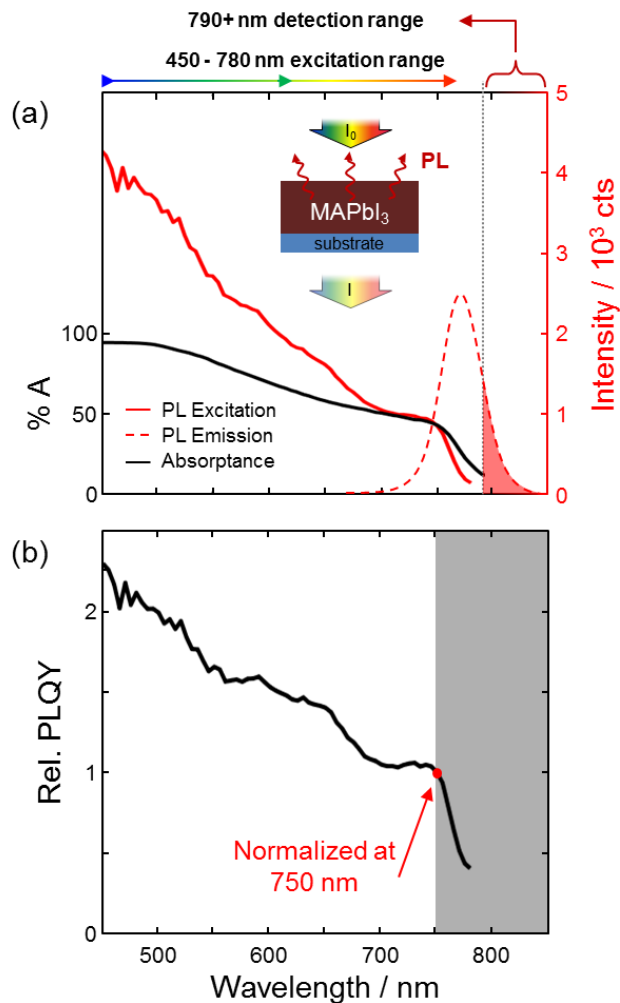 790+ nm detection range
450 - 780 nm excitation range
(a)
I₀
PL
MAPbI₃
substrate
I
100
50
0
% A
PL Excitation
PL Emission
Absorptance
5
4
3
2
1
0
Intensity / 10³ cts
(b)
2
1
0
Rel. PLQY
Normalized at
750 nm
500 600 700 800
Wavelength / nm